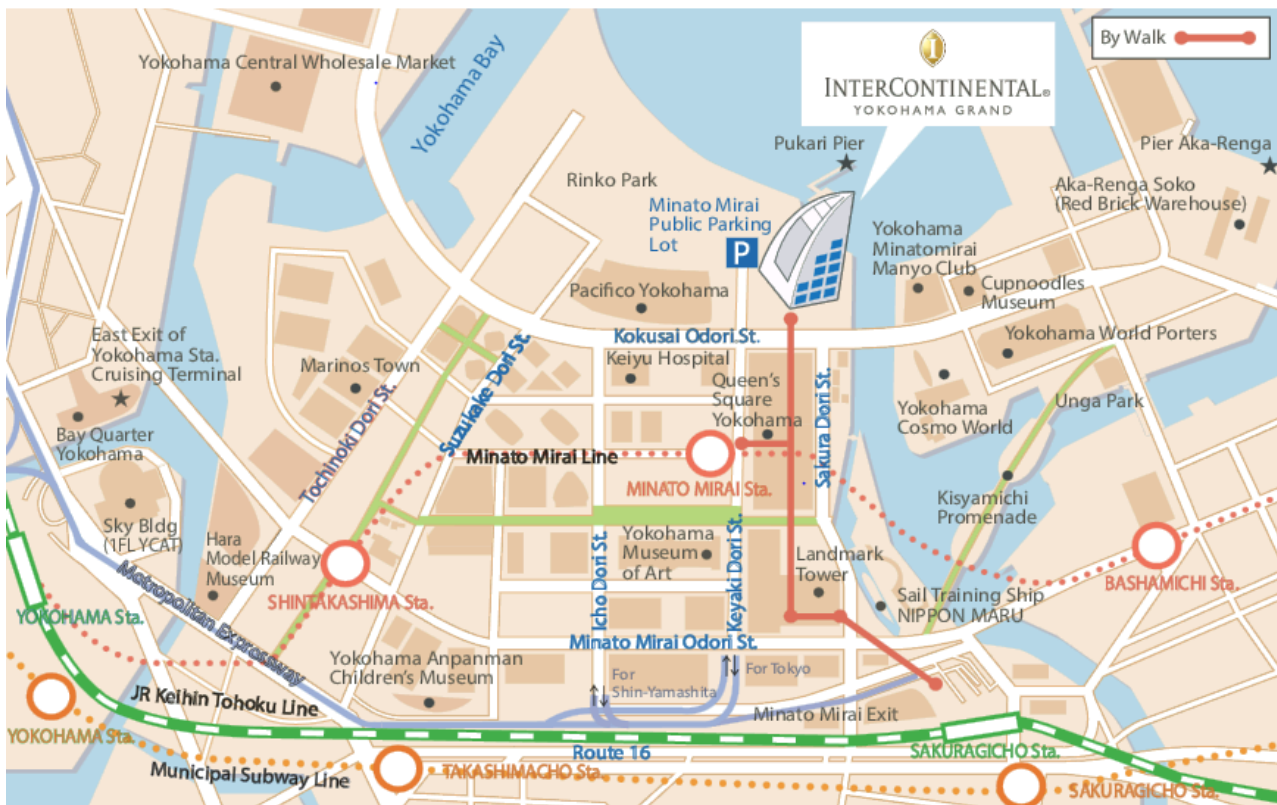 By Walk
INTERCONTINENTAL®
YOKOHAMA GRAND
Yokohama Central Wholesale Market
Yokohama Bay
Pukari Pier
Pier Aka-Renga
Rinko Park
Minato Mirai
Public Parking
Lot
P
Aka-Renga Soko
(Red Brick Warehouse)
Yokohama
Minatomirai
Manyo Club
Cupnoodles
Museum
Pacifico Yokohama
Kokusai Odori St.
Yokohama World Porters
East Exit of
Yokohama Sta.
Cruising Terminal
Marinos Town
Tochinoki Dori St.
Suzukake Dori St.
Keiyu Hospital
Queen's
Square
Yokohama
Sakura Dori St.
Yokohama
Cosmo World
Unga Park
Bay Quarter
Yokohama
Minato Mirai Line
MINATO MIRAI Sta.
Kisyamichi
Promenade
Sky Bldg
(1FL YCAT)
Hara
Model Railway
Museum
SHINTAKASHIMA Sta.
Icho Dori St.
Yokohama
Museum
of Art
Keyaki Dori St.
Landmark
Tower
BASHAMICHI Sta.
Sail Training Ship
NIPPON MARU
YOKOHAMA Sta.
Matropolitan Expressway
Minato Mirai Odori St.
Yokohama Anpanman
Children's Museum
For
Shin-Yamashita
For Tokyo
JR Keihin Tohoku Line
Minato Mirai Exit
YOKOHAMA Sta.
Route 16
SAKURAGICHO Sta.
Municipal Subway Line
TAKASHIMACHO Sta.
SAKURAGICHO Sta.